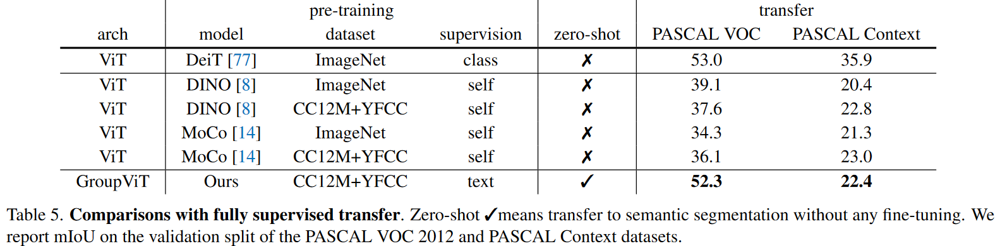 pre-training transfer
arch model dataset supervision zero-shot PASCAL VOC PASCAL Context
ViT DeiT [77] ImageNet class ✗ 53.0 35.9
ViT DINO [8] ImageNet self ✗ 39.1 20.4
ViT DINO [8] CC12M+YFCC self ✗ 37.6 22.8
ViT MoCo [14] ImageNet self ✗ 34.3 21.3
ViT MoCo [14] CC12M+YFCC self ✗ 36.1 23.0
GroupViT Ours CC12M+YFCC text ✓ 52.3 22.4
Table 5. Comparisons with fully supervised transfer. Zero-shot ✓means transfer to semantic segmentation without any fine-tuning. We
report mIoU on the validation split of the PASCAL VOC 2012 and PASCAL Context datasets.